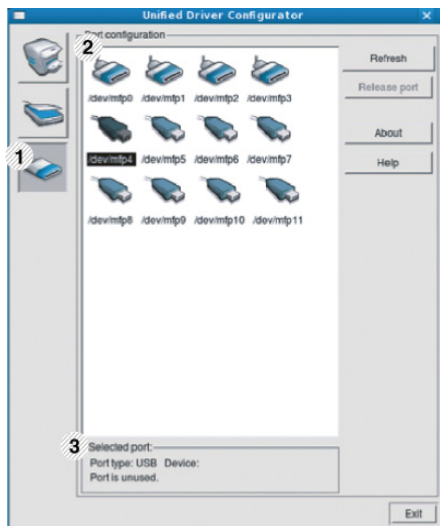 Unified Driver Configurator
2
Port configuration
Refresh
Release port
About
Help
/dev/mfp0 /dev/mfp1 /dev/mfp2 /dev/mfp3
1
/dev/mfp4 /dev/mfp5 /dev/mfp6 /dev/mfp7
/dev/mfp8 /dev/mfp9 /dev/mfp10 /dev/mfp11
3
Selected port:
Port type: USB Device:
Port is unused.
Exit